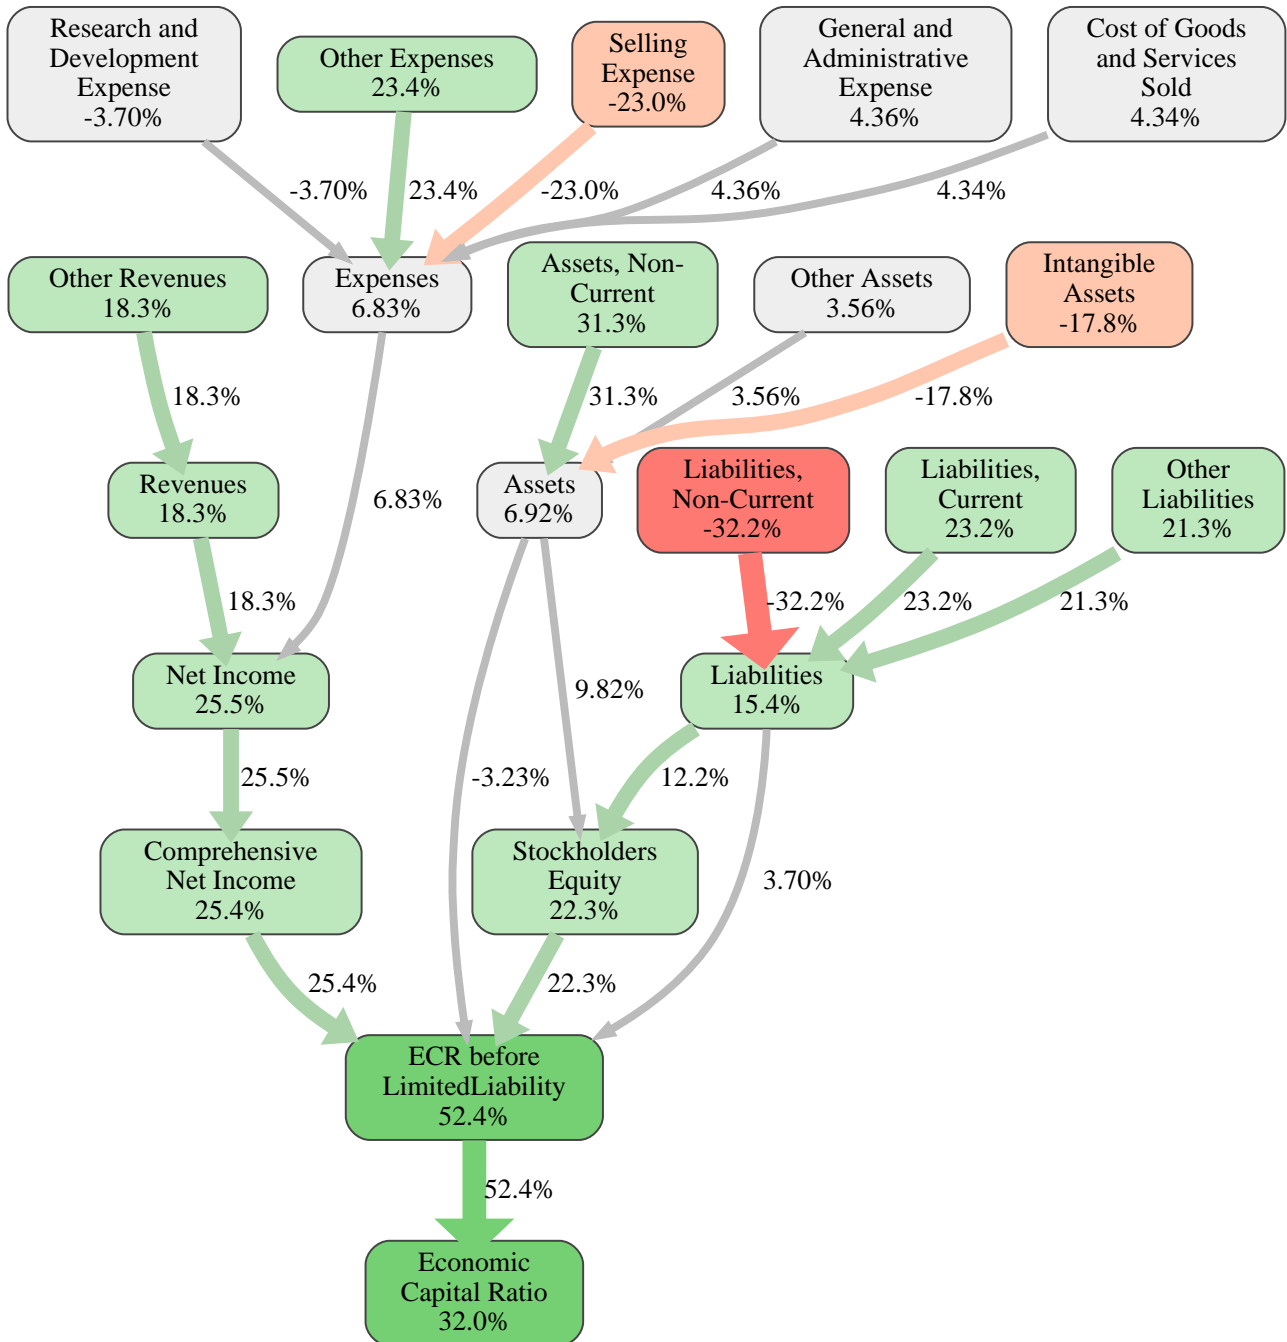 Research and
Development
Expense
-3.70%
Other Expenses
23.4%
Selling
Expense
-23.0%
General and
Administrative
Expense
4.36%
Cost of Goods
and Services
Sold
4.34%
-3.70%
23.4%
-23.0%
4.36%
4.34%
Other Revenues
18.3%
Expenses
6.83%
Assets, Non-
Current
31.3%
Other Assets
3.56%
Intangible
Assets
-17.8%
18.3%
31.3%
3.56%
-17.8%
Revenues
18.3%
6.83%
Assets
6.92%
Liabilities,
Non-Current
-32.2%
Liabilities,
Current
23.2%
Other
Liabilities
21.3%
18.3%
-32.2%
23.2%
21.3%
Net Income
25.5%
9.82%
Liabilities
15.4%
25.5%
-3.23%
12.2%
Comprehensive
Net Income
25.4%
Stockholders
Equity
22.3%
3.70%
25.4%
22.3%
ECR before
LimitedLiability
52.4%
52.4%
Economic
Capital Ratio
32.0%